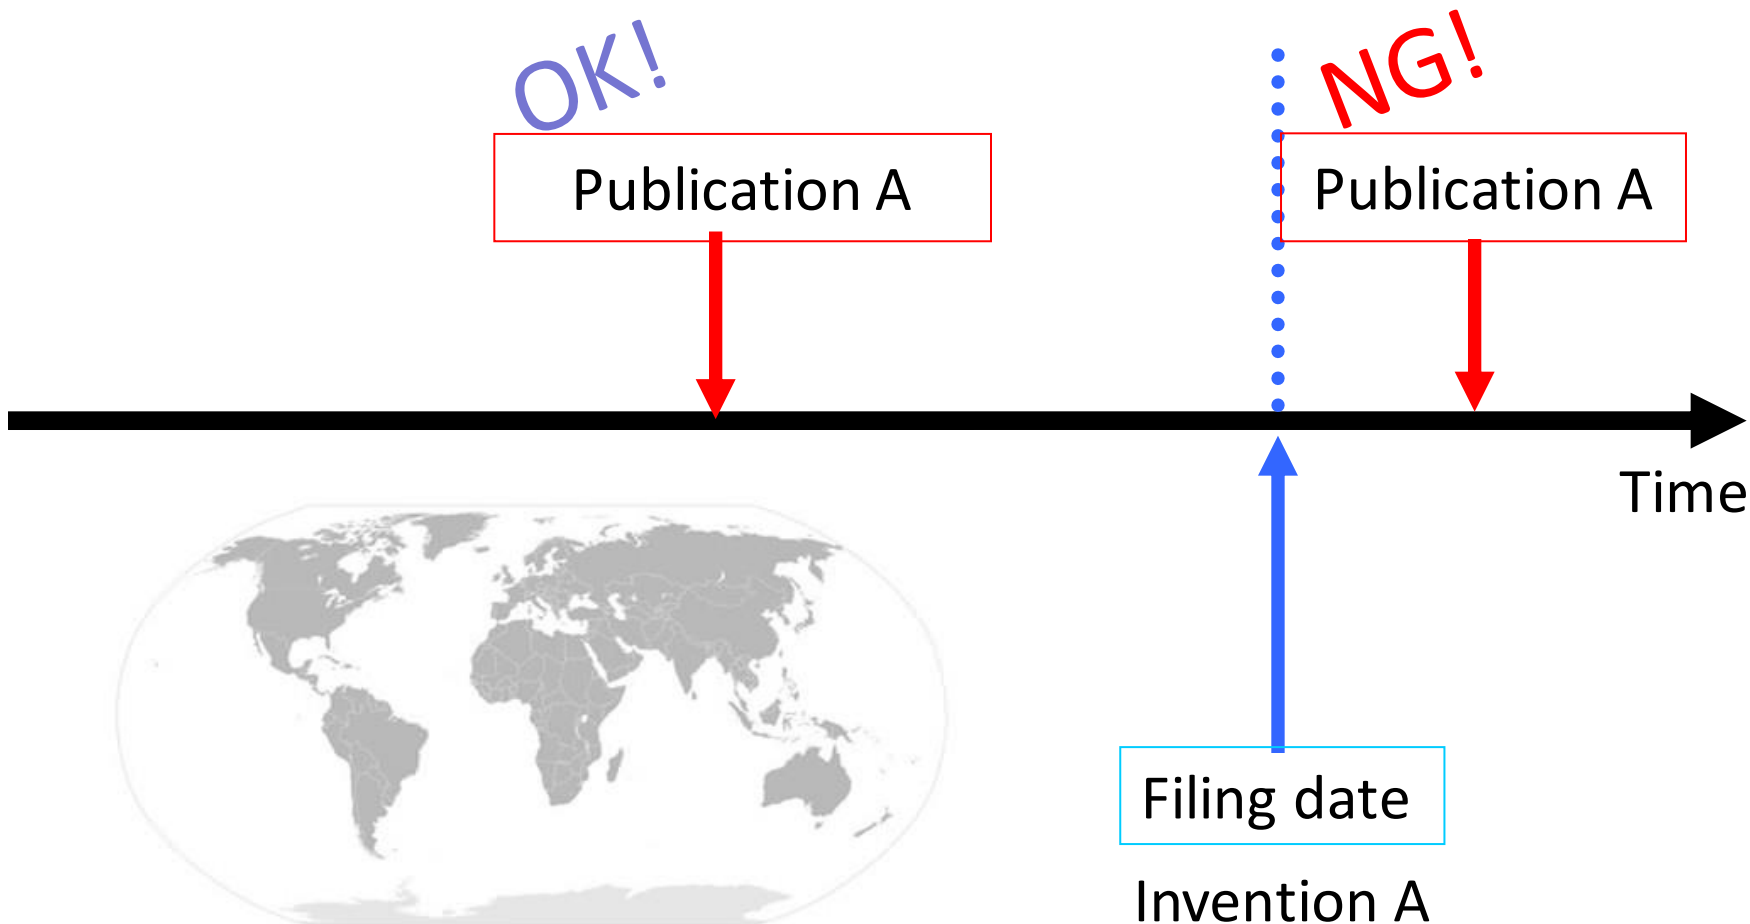 OK!
NG!
Publication A
Publication A
Time
Filing date
Invention A